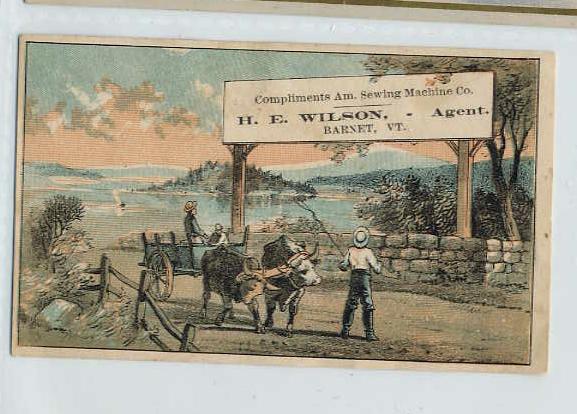 Compliments Am. Sewing Machine Co.
H. E. WILSON, - Agent.
BARNET, VT.